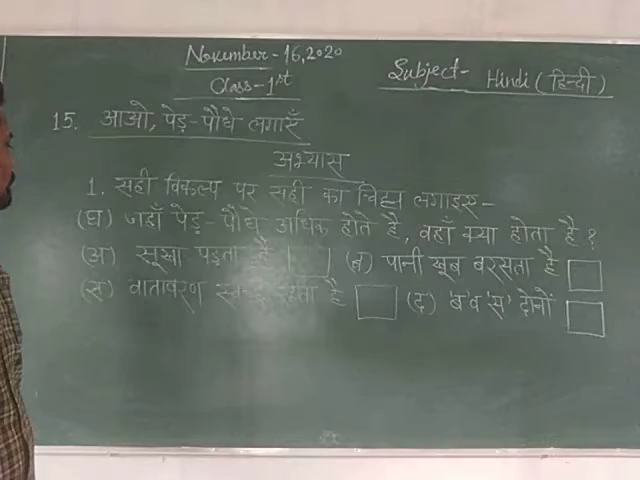 November-16,2020
Class-1st
Subject- Hindi (हिन्दी)
15. आओ, पेड़-पौधे लगाएँ
अभ्यास
1. सही विकल्प पर सही का चिह्न लगाइए-
(घ) जहाँ पेड़-पौधे अधिक होते हैं, वहाँ क्या होता है?
(अ) सूखा पड़ता है (ब) पानी खूब बरसता है
(स) वातावरण है (द) 'ब' व 'स' दोनों